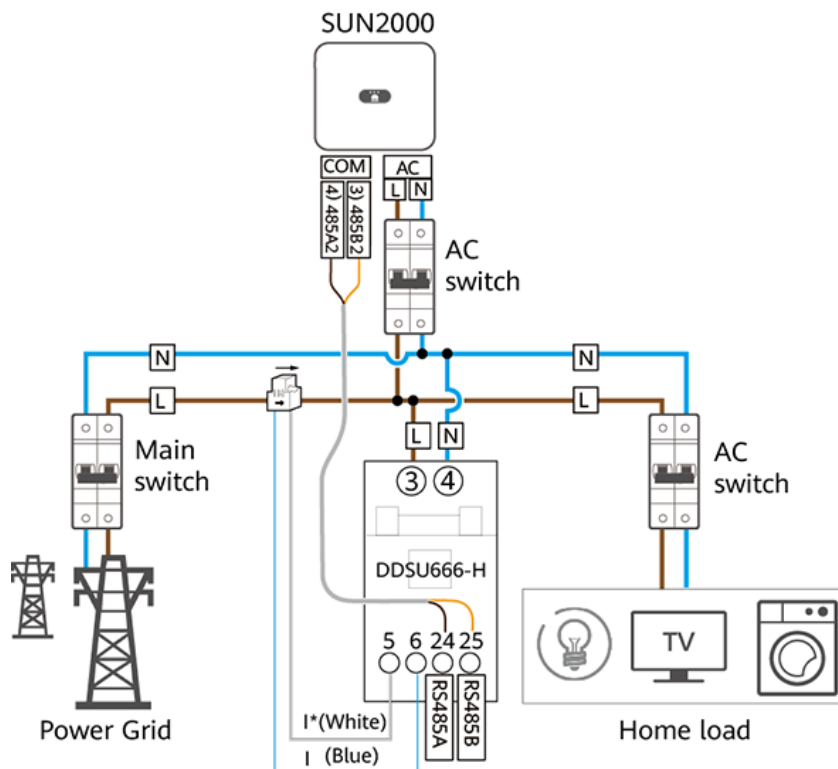 SUN2000
COM
AC
L N
4) 485A2
3) 485B2
AC
switch
N
N
L
L
Main
switch
L N
AC
switch
3 4
DDSU666-H
TV
5 6 24 25
RS485A
RS485B
Power Grid
I*(White)
I (Blue)
Home load